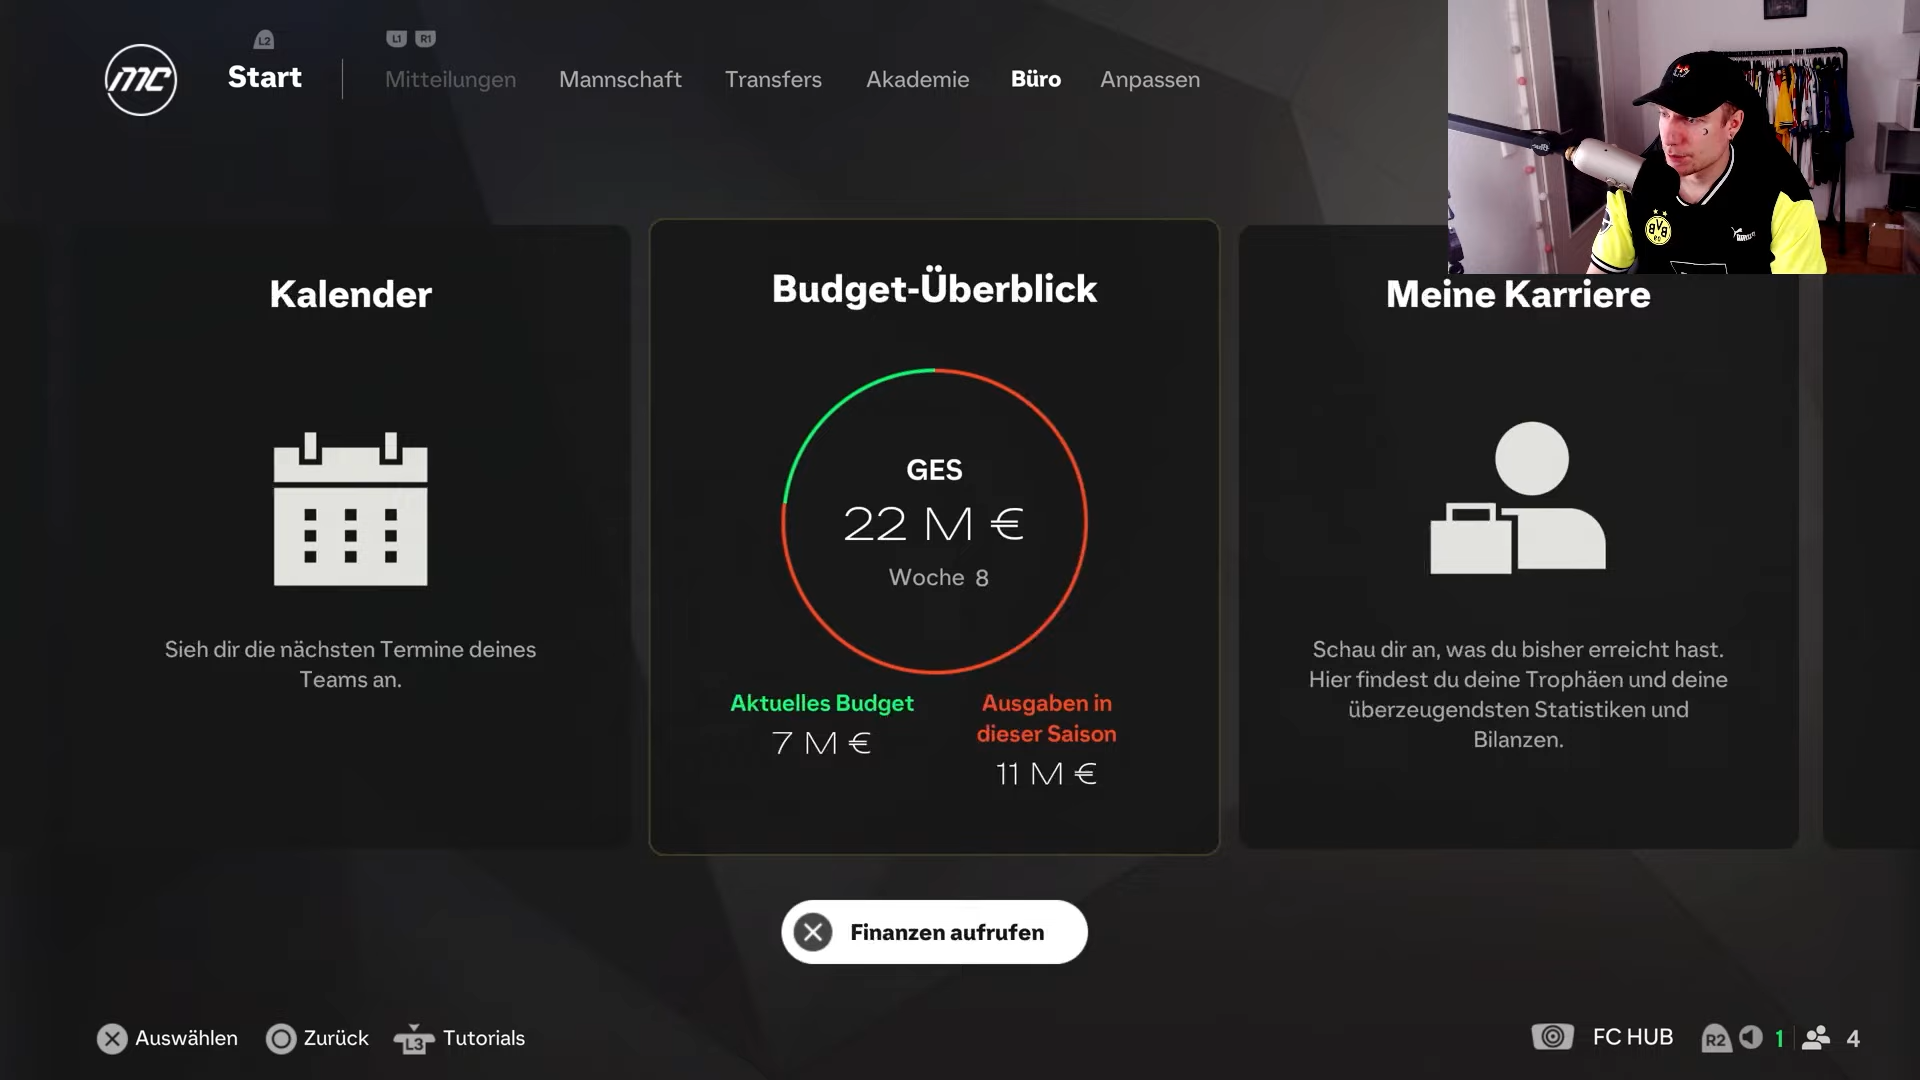 MC
L2
Start
L1 R1
Mitteilungen
Mannschaft
Transfers
Akademie
Büro
Anpassen
BVB
09
Kalender
Sieh dir die nächsten Termine deines
Teams an.
Budget-Überblick
GES
22 M €
Woche 8
Aktuelles Budget
7 M €
Ausgaben in
dieser Saison
11 M €
Meine Karriere
Schau dir an, was du bisher erreicht hast.
Hier findest du deine Trophäen und deine
überzeugendsten Statistiken und
Bilanzen.
Finanzen aufrufen
Auswählen
Zurück
L3 Tutorials
FC HUB
R2 1
4